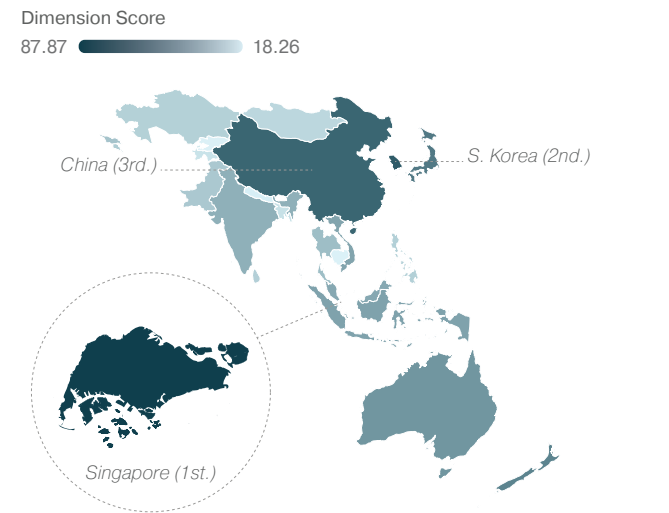 Dimension Score
87.87 18.26
China (3rd.)
S. Korea (2nd.)
Singapore (1st.)